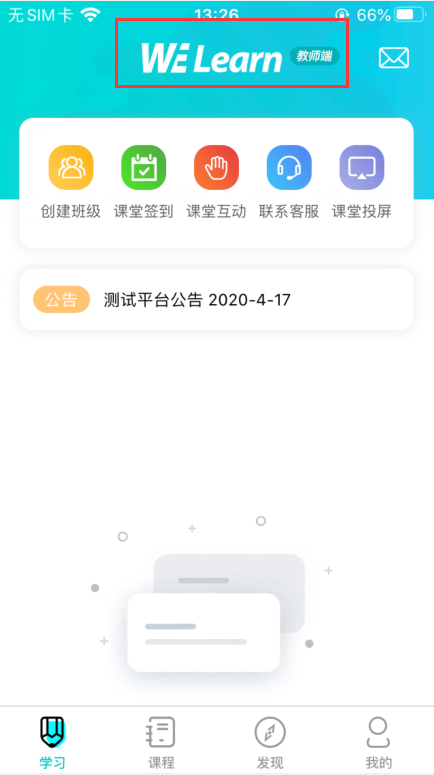 无SIM卡 13:26 66%
WE Learn 教师端
创建班级 课堂签到 课堂互动 联系客服 课堂投屏
公告 测试平台公告 2020-4-17
学习 课程 发现 我的